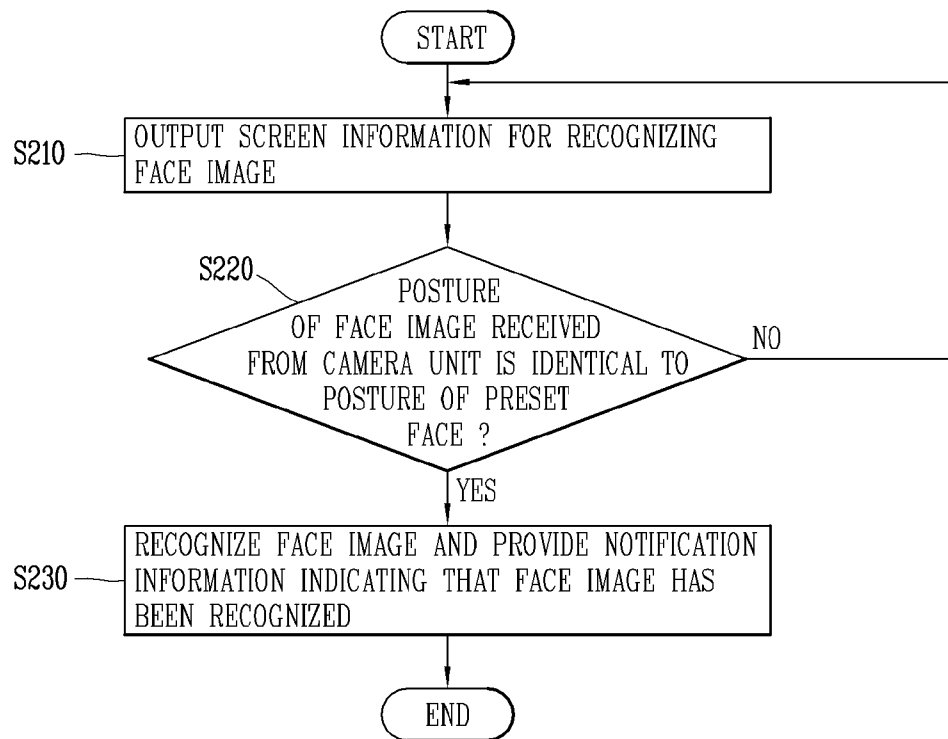 START
S210
OUTPUT SCREEN INFORMATION FOR RECOGNIZING
FACE IMAGE
S220
POSTURE
OF FACE IMAGE RECEIVED
FROM CAMERA UNIT IS IDENTICAL TO
POSTURE OF PRESET
FACE ?
NO
YES
S230
RECOGNIZE FACE IMAGE AND PROVIDE NOTIFICATION
INFORMATION INDICATING THAT FACE IMAGE HAS
BEEN RECOGNIZED
END